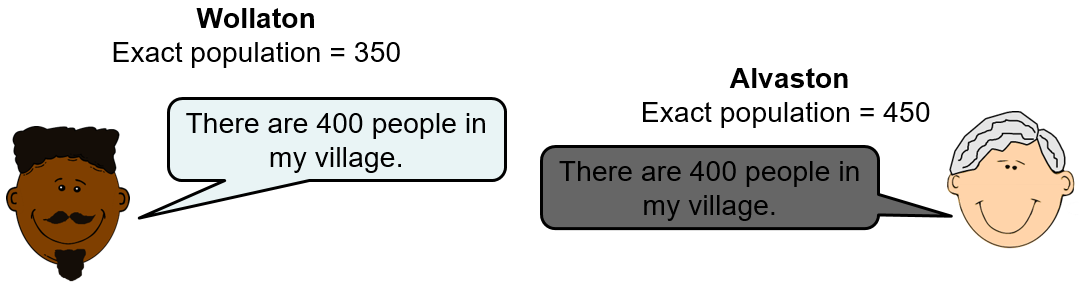 Wollaton
Exact population = 350
There are 400 people in
my village.
Alvaston
Exact population = 450
There are 400 people in
my village.